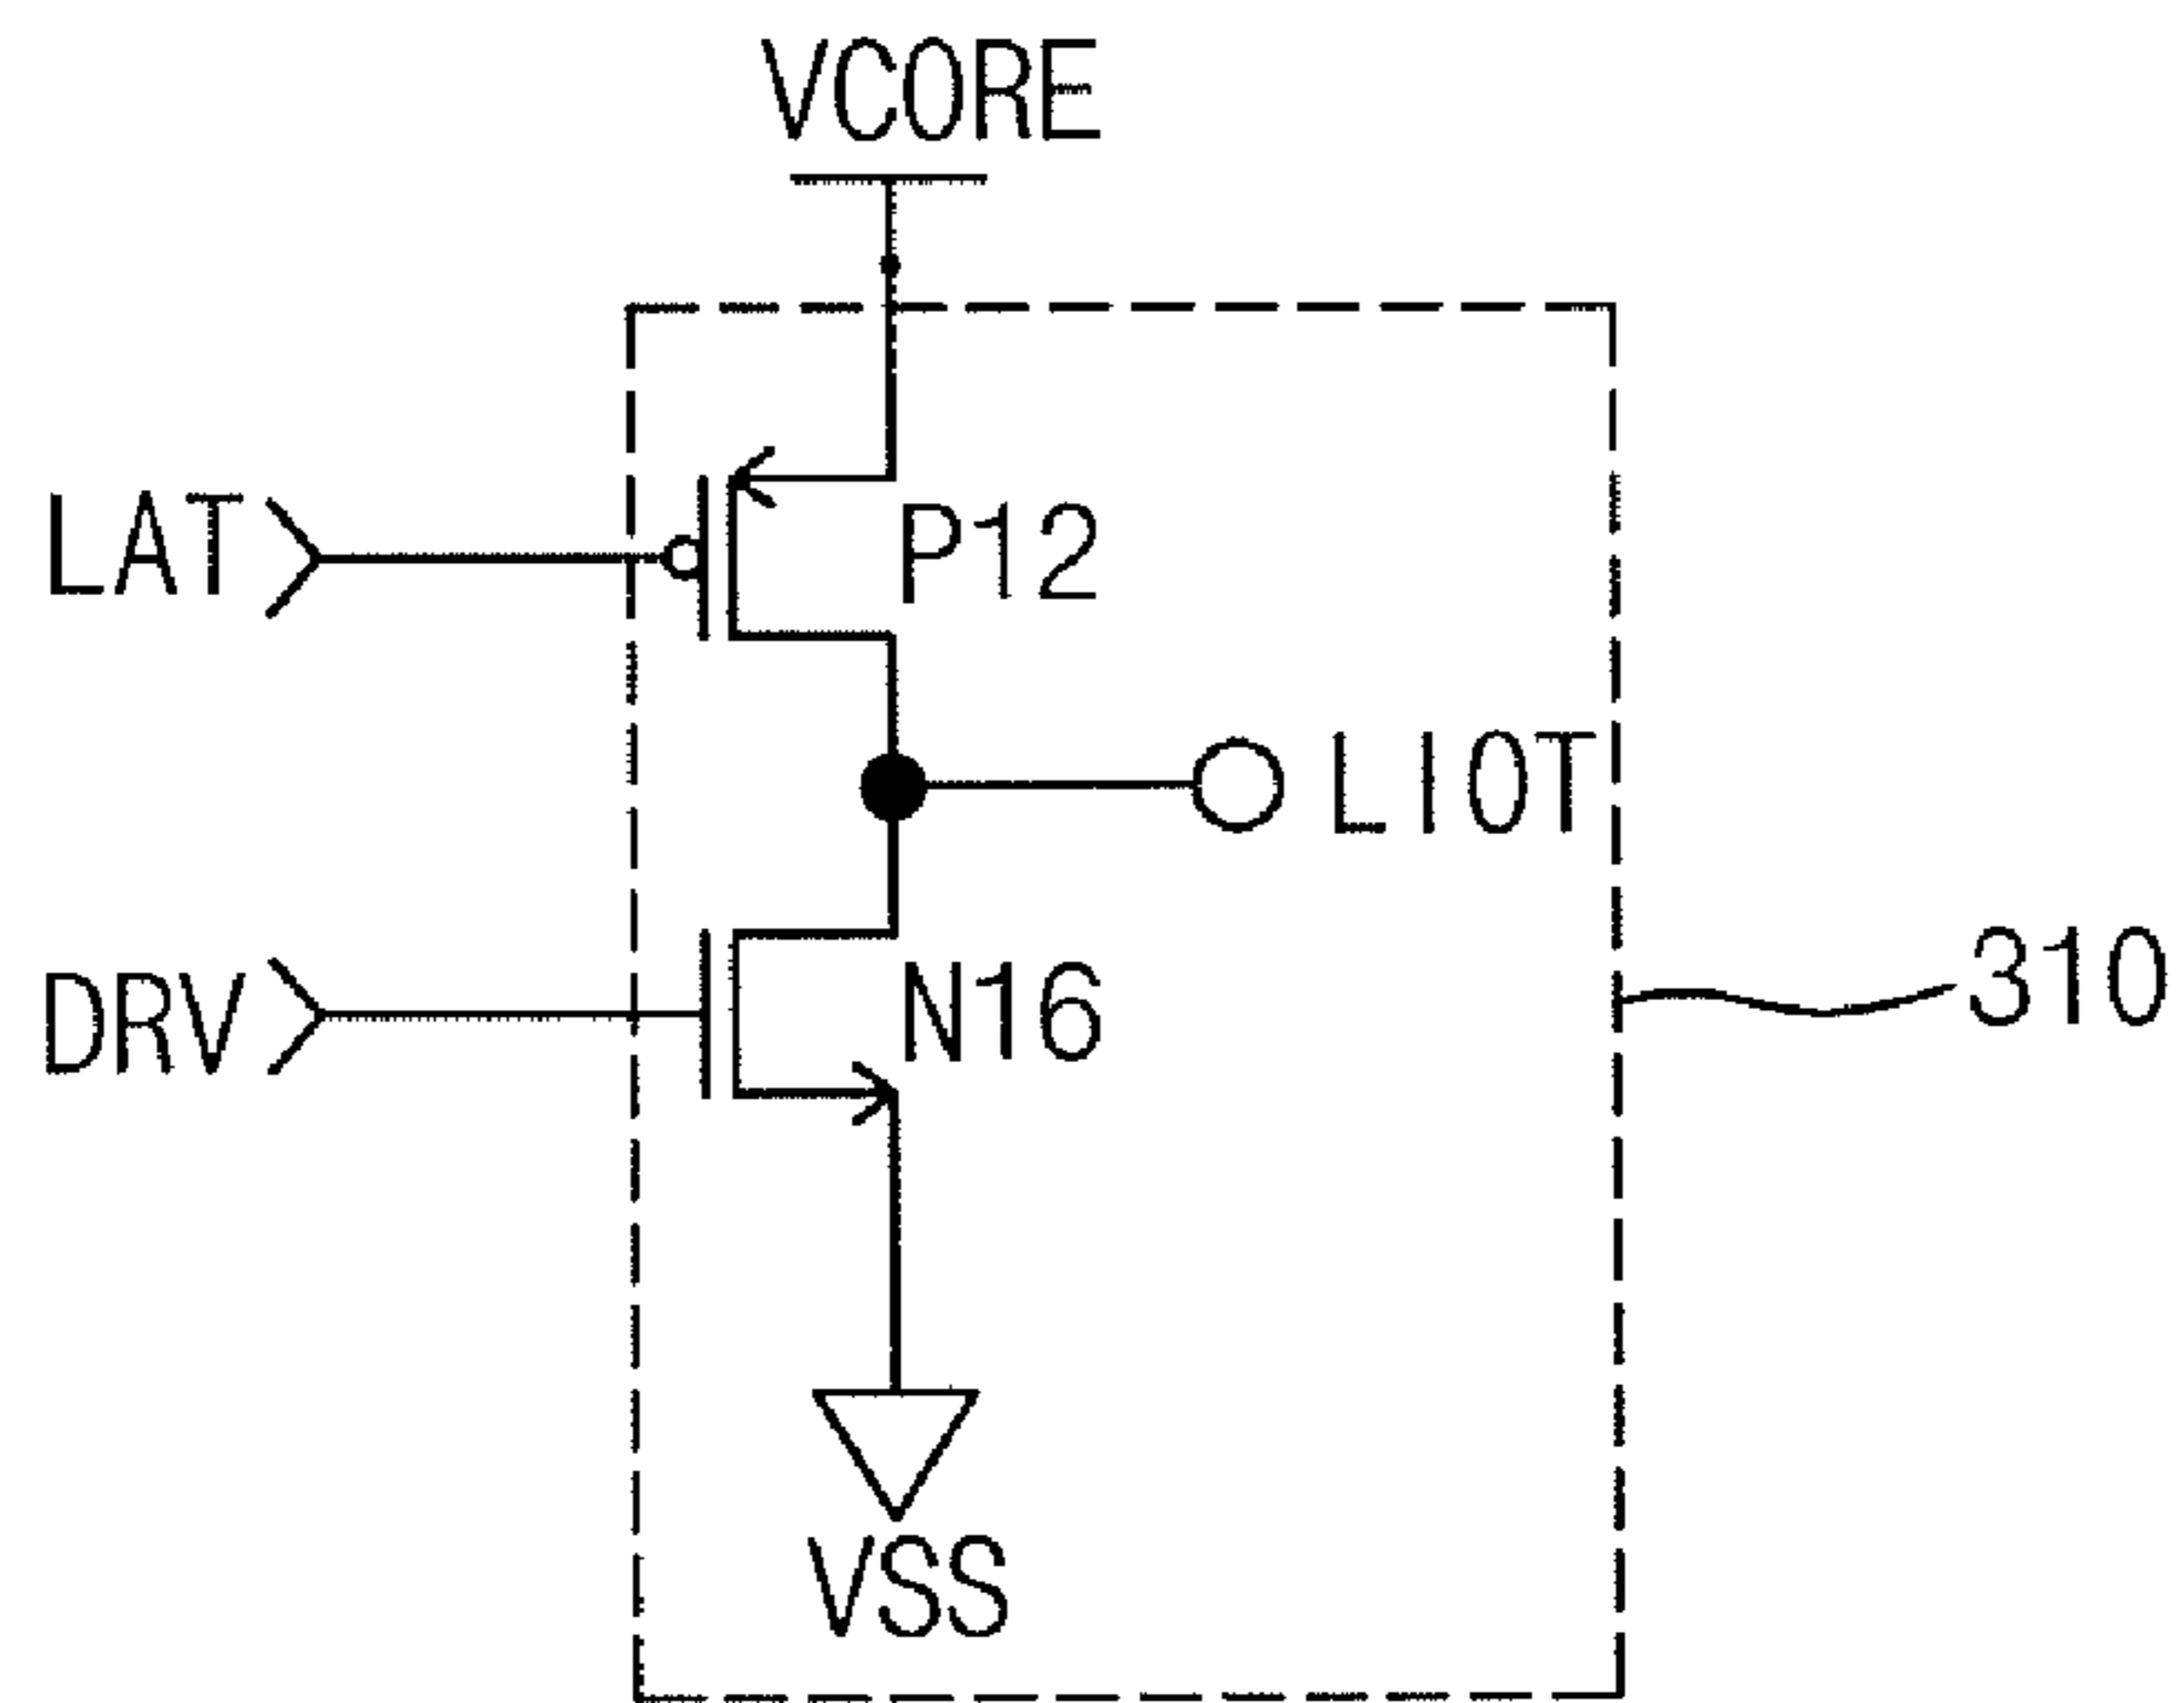 VCORE
LAT
P12
LIOT
310
DRV
N16
VSS